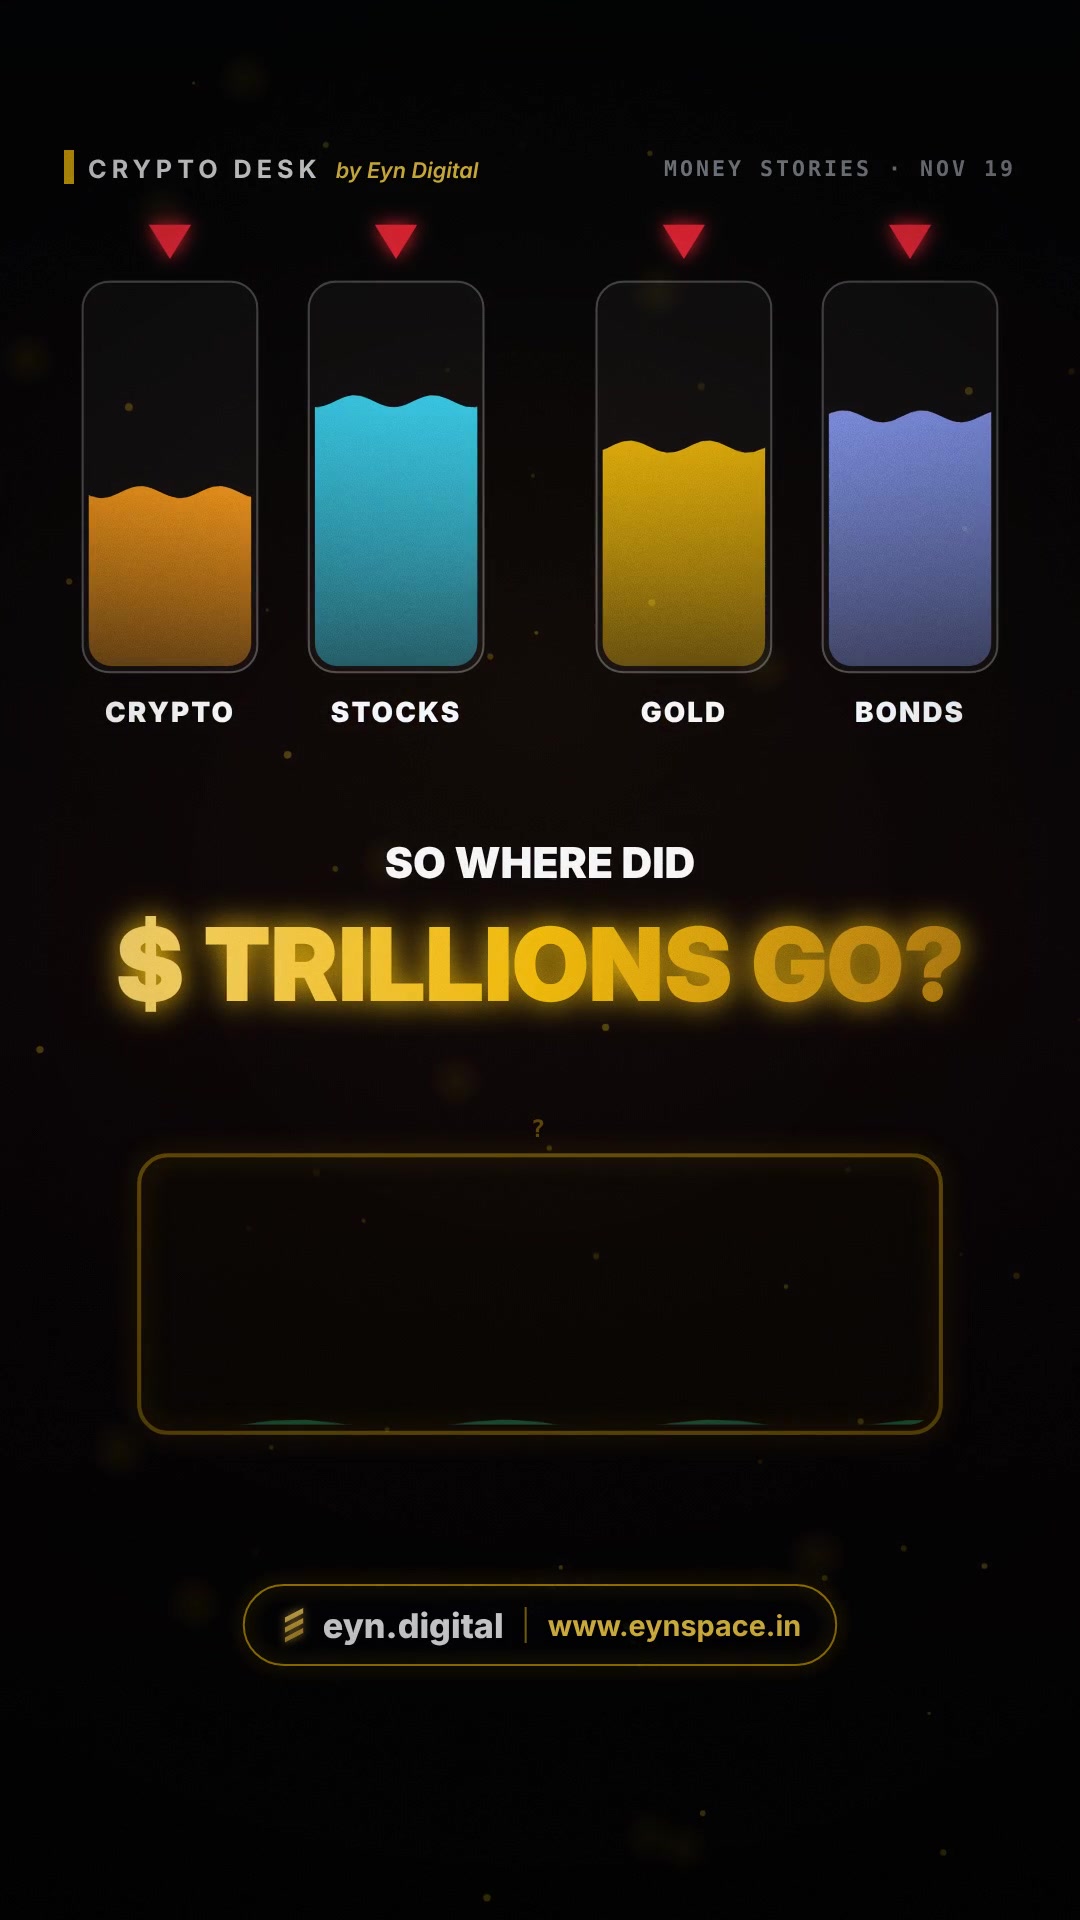 CRYPTO DESK by Eyn Digital
MONEY STORIES · NOV 19
CRYPTO
STOCKS
GOLD
BONDS
SO WHERE DID
$ TRILLIONS GO?
?
eyn.digital | www.eynspace.in